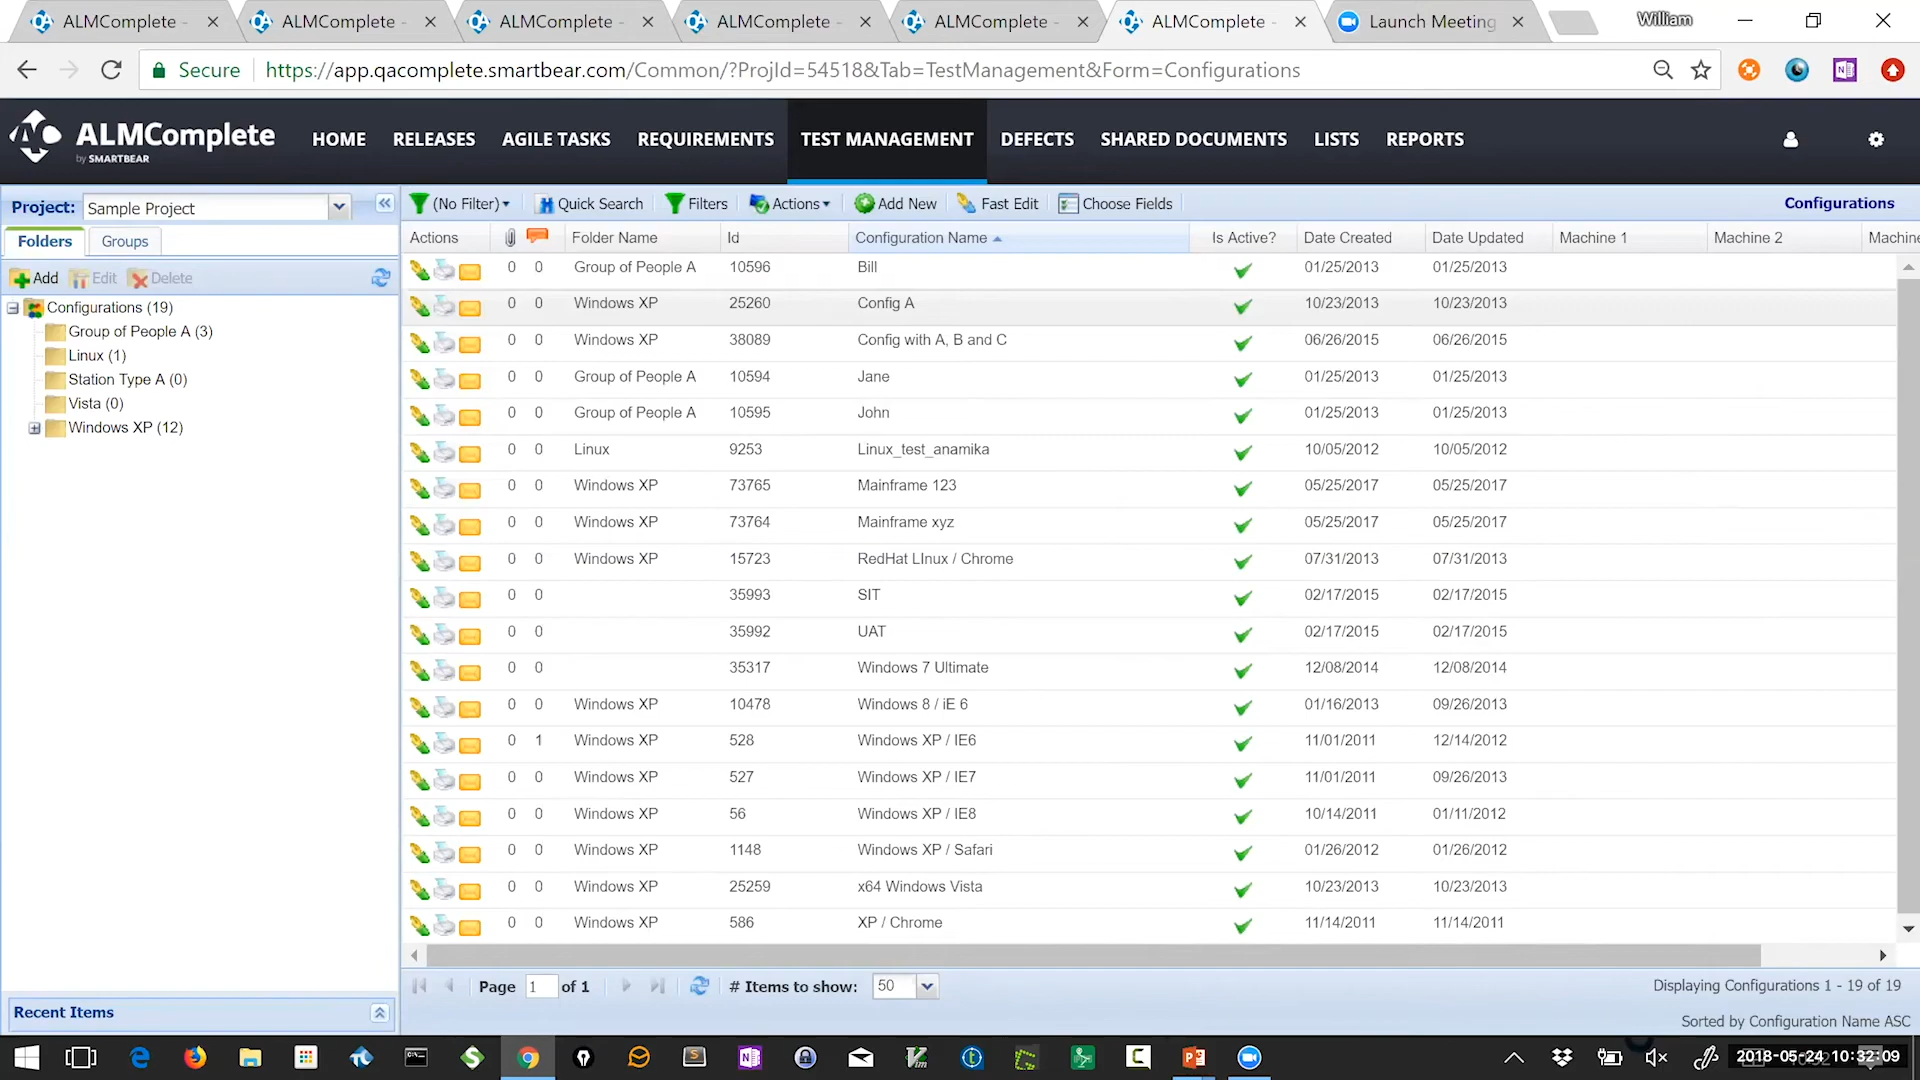 ALMComplete - ALMComplete - ALMComplete - ALMComplete - ALMComplete - ALMComplete - Launch Meeting William
Secure https://app.qacomplete.smartbear.com/Common/?ProjId=54518&Tab=TestManagement&Form=Configurations
ALMComplete by SMARTBEAR HOME RELEASES AGILE TASKS REQUIREMENTS TEST MANAGEMENT DEFECTS SHARED DOCUMENTS LISTS REPORTS
Project: Sample Project
Folders Groups
Add Edit Delete
Configurations (19)
Group of People A (3)
Linux (1)
Station Type A (0)
Vista (0)
Windows XP (12)
Recent Items
(No Filter) Quick Search Filters Actions Add New Fast Edit Choose Fields Configurations
Actions Folder Name Id Configuration Name Is Active? Date Created Date Updated Machine 1 Machine 2 Machine
0 0 Group of People A 10596 Bill 01/25/2013 01/25/2013
0 0 Windows XP 25260 Config A 10/23/2013 10/23/2013
0 0 Windows XP 38089 Config with A, B and C 06/26/2015 06/26/2015
0 0 Group of People A 10594 Jane 01/25/2013 01/25/2013
0 0 Group of People A 10595 John 01/25/2013 01/25/2013
0 0 Linux 9253 Linux_test_anamika 10/05/2012 10/05/2012
0 0 Windows XP 73765 Mainframe 123 05/25/2017 05/25/2017
0 0 Windows XP 73764 Mainframe xyz 05/25/2017 05/25/2017
0 0 Windows XP 15723 RedHat LInux / Chrome 07/31/2013 07/31/2013
0 0 35993 SIT 02/17/2015 02/17/2015
0 0 35992 UAT 02/17/2015 02/17/2015
0 0 35317 Windows 7 Ultimate 12/08/2014 12/08/2014
0 0 Windows XP 10478 Windows 8 / iE 6 01/16/2013 09/26/2013
0 1 Windows XP 528 Windows XP / IE6 11/01/2011 12/14/2012
0 0 Windows XP 527 Windows XP / IE7 11/01/2011 09/26/2013
0 0 Windows XP 56 Windows XP / IE8 10/14/2011 01/11/2012
0 0 Windows XP 1148 Windows XP / Safari 01/26/2012 01/26/2012
0 0 Windows XP 25259 x64 Windows Vista 10/23/2013 10/23/2013
0 0 Windows XP 586 XP / Chrome 11/14/2011 11/14/2011
Page 1 of 1 # Items to show: 50 Displaying Configurations 1 - 19 of 19
Sorted by Configuration Name ASC
2018-05-24 10:32:09